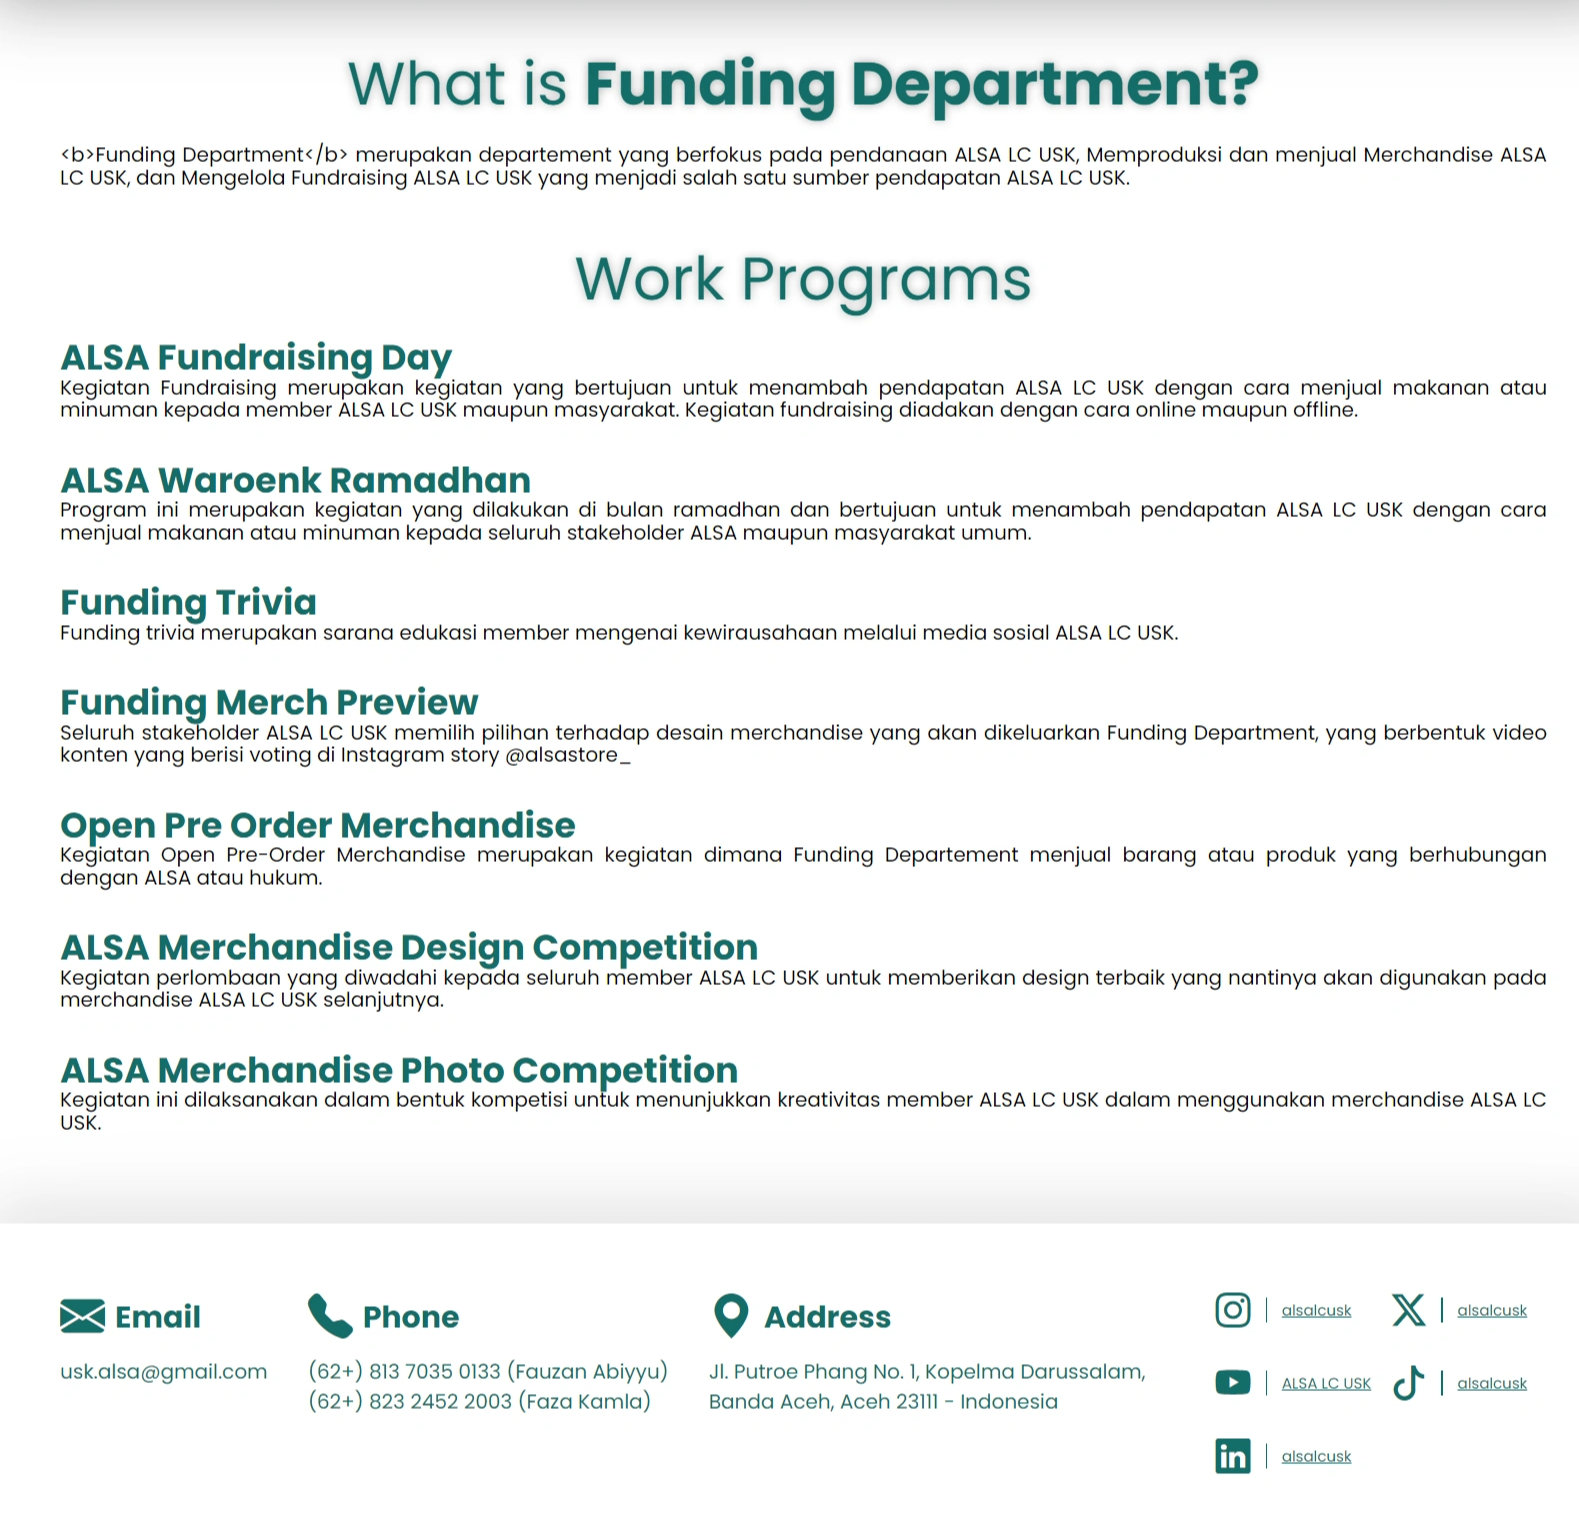 What is Funding Department?
<b>Funding Department</b> merupakan departement yang berfokus pada pendanaan ALSA LC USK, Memproduksi dan menjual Merchandise ALSA
LC USK, dan Mengelola Fundraising ALSA LC USK yang menjadi salah satu sumber pendapatan ALSA LC USK.
Work Programs
ALSA Fundraising Day
Kegiatan Fundraising merupakan kegiatan yang bertujuan untuk menambah pendapatan ALSA LC USK dengan cara menjual makanan atau
minuman kepada member ALSA LC USK maupun masyarakat. Kegiatan fundraising diadakan dengan cara online maupun offline.
ALSA Waroenk Ramadhan
Program ini merupakan kegiatan yang dilakukan di bulan ramadhan dan bertujuan untuk menambah pendapatan ALSA LC USK dengan cara
menjual makanan atau minuman kepada seluruh stakeholder ALSA maupun masyarakat umum.
Funding Trivia
Funding trivia merupakan sarana edukasi member mengenai kewirausahaan melalui media sosial ALSA LC USK.
Funding Merch Preview
Seluruh stakeholder ALSA LC USK memilih pilihan terhadap desain merchandise yang akan dikeluarkan Funding Department, yang berbentuk video
konten yang berisi voting di Instagram story @alsastore_
Open Pre Order Merchandise
Kegiatan Open Pre-Order Merchandise merupakan kegiatan dimana Funding Departement menjual barang atau produk yang berhubungan
dengan ALSA atau hukum.
ALSA Merchandise Design Competition
Kegiatan perlombaan yang diwadahi kepada seluruh member ALSA LC USK untuk memberikan design terbaik yang nantinya akan digunakan pada
merchandise ALSA LC USK selanjutnya.
ALSA Merchandise Photo Competition
Kegiatan ini dilaksanakan dalam bentuk kompetisi untuk menunjukkan kreativitas member ALSA LC USK dalam menggunakan merchandise ALSA LC
USK.
Email
usk.alsa@gmail.com
Phone
(62+) 813 7035 0133 (Fauzan Abiyyu)
(62+) 823 2452 2003 (Faza Kamla)
Address
Jl. Putroe Phang No. 1, Kopelma Darussalam,
Banda Aceh, Aceh 23111 - Indonesia
alsalcusk
alsalcusk
ALSA LC USK
alsalcusk
alsalcusk